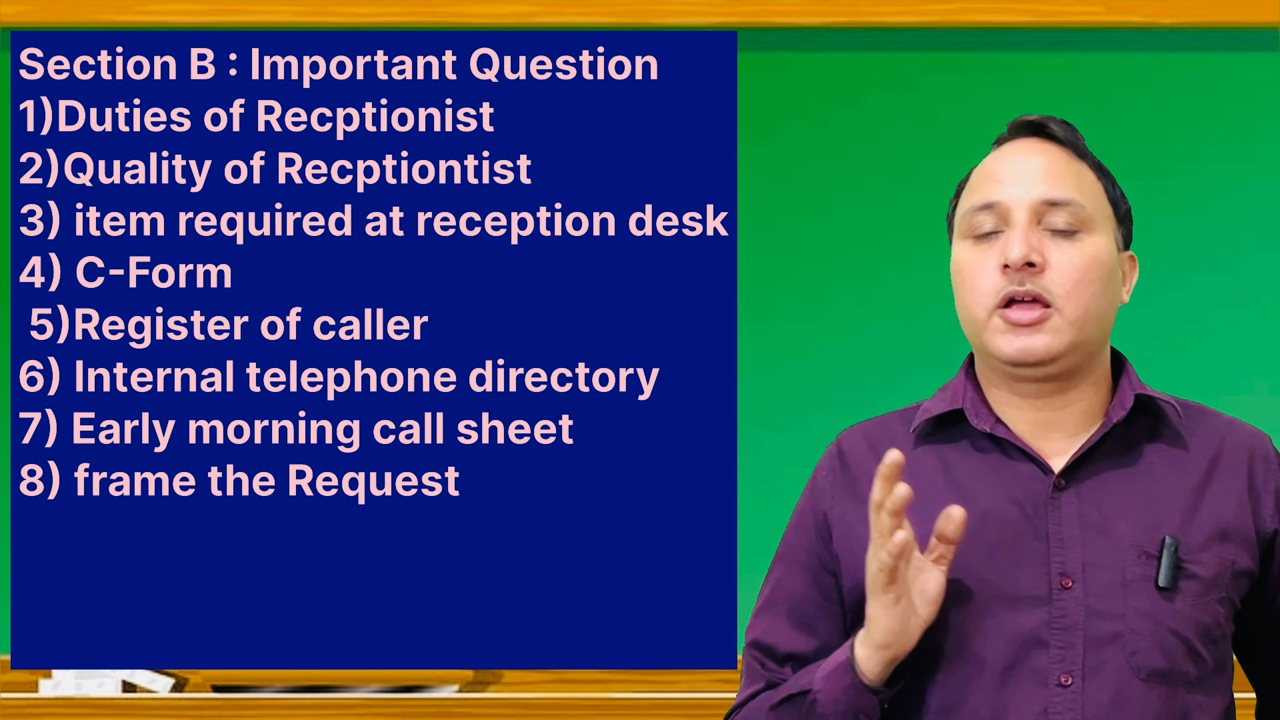 Section B : Important Question
1)Duties of Recptionist
2)Quality of Recptiontist
3) item required at reception desk
4) C-Form
5)Register of caller
6) Internal telephone directory
7) Early morning call sheet
8) frame the Request